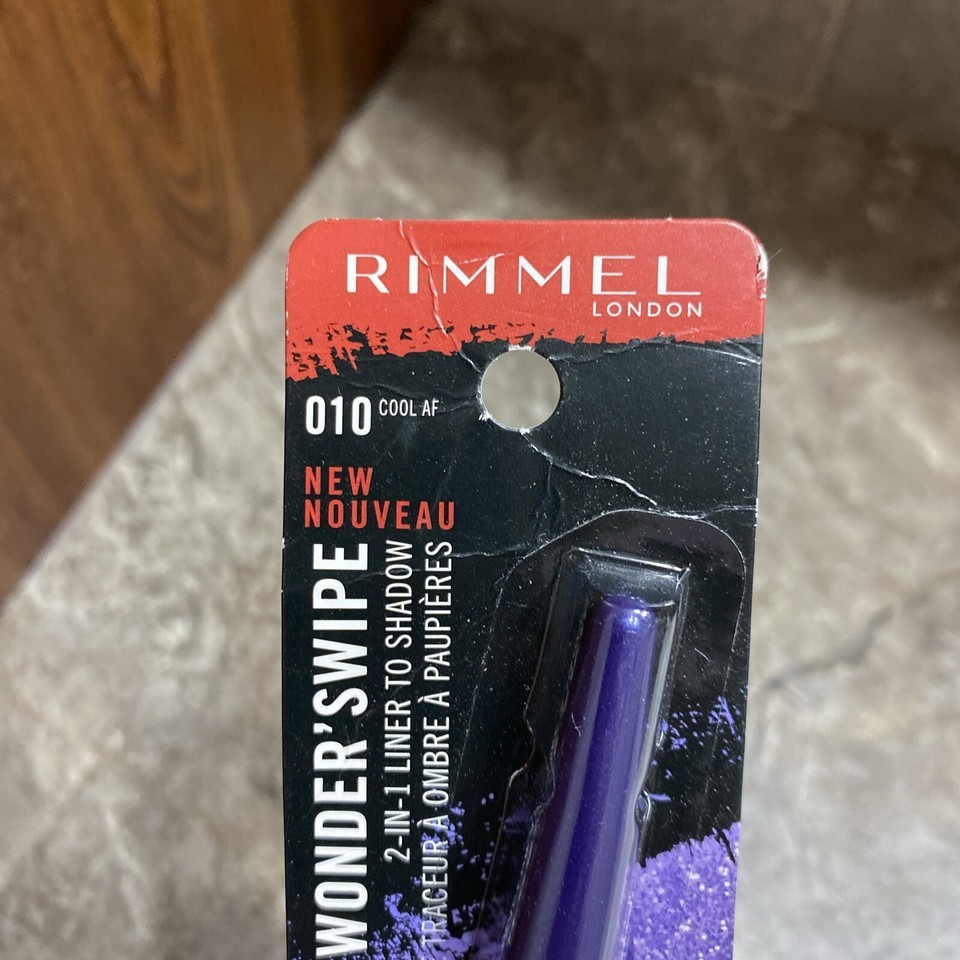 RIMMEL
LONDON
010 COOL AF
NEW
NOUVEAU
WONDER'SWIPE
2-IN-1 LINER TO SHADOW
TRACEUR À OMBRE À PAUPIÈRES